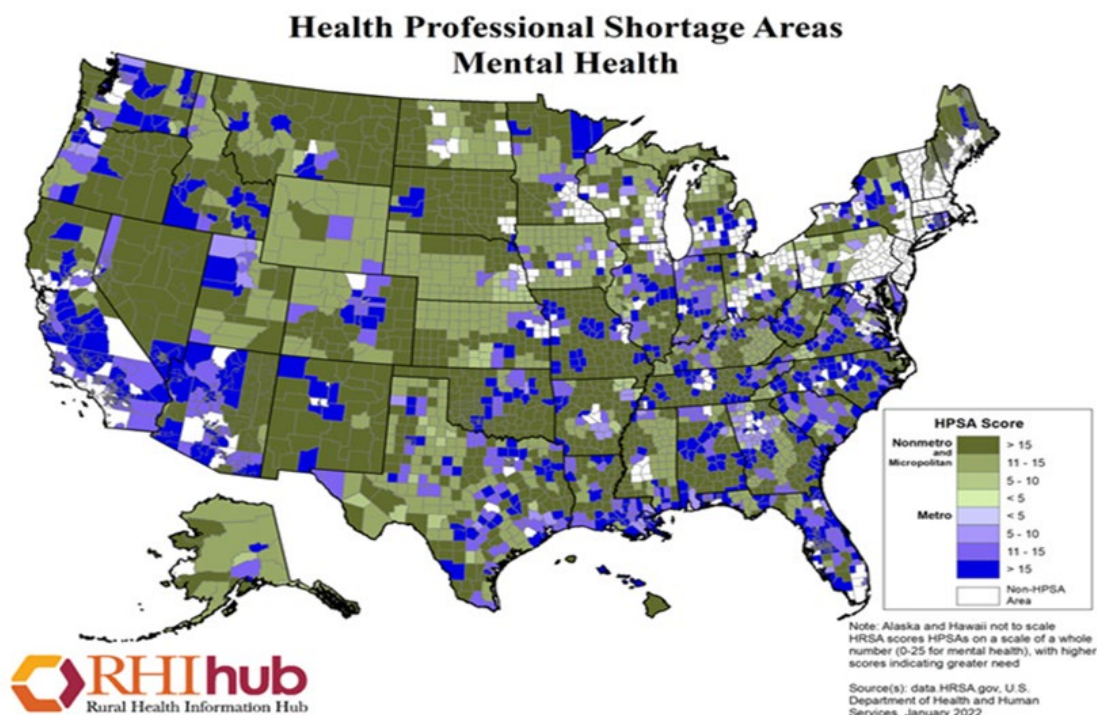 Health Professional Shortage Areas
Mental Health
HPSA Score
Nonmetro
and
Micropolitan
> 15
11 - 15
5 - 10
< 5
Metro
< 5
5 - 10
11 - 15
> 15
Non-HPSA
Area
Note: Alaska and Hawaii not to scale
HRSA scores HPSAs on a scale of a whole
number (0-25 for mental health), with higher
scores indicating greater need
Source(s): data.HRSA.gov, U.S.
Department of Health and Human
Services, January 2022
RHIhub
Rural Health Information Hub